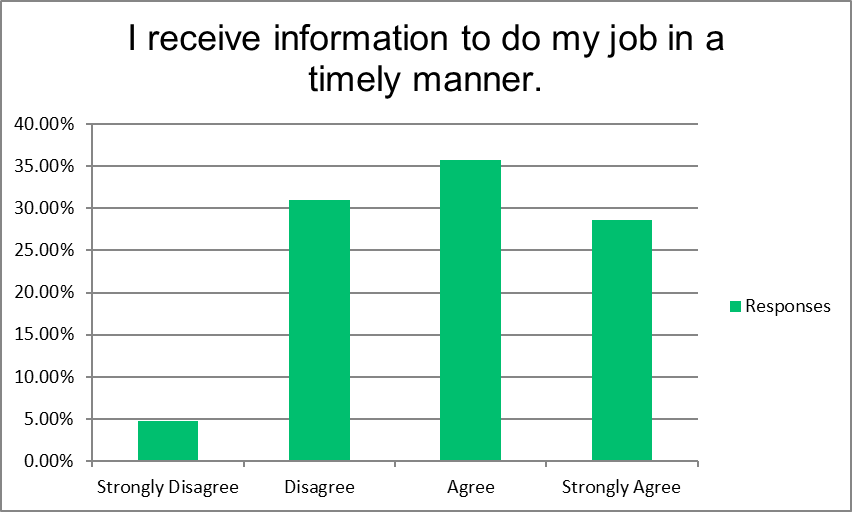 I receive information to do my job in a
timely manner.
40.00%
35.00%
30.00%
25.00%
20.00%
15.00%
10.00%
5.00%
0.00%
Strongly Disagree
Disagree
Agree
Strongly Agree
Responses